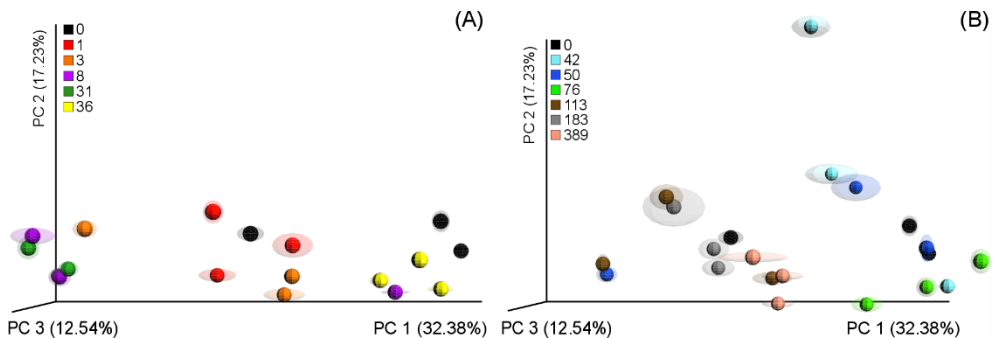 (A)
PC 2 (17.23%)
0
1
3
8
31
36
PC 3 (12.54%)
PC 1 (32.38%)
(B)
PC 2 (17.23%)
0
42
50
76
113
183
389
PC 3 (12.54%)
PC 1 (32.38%)